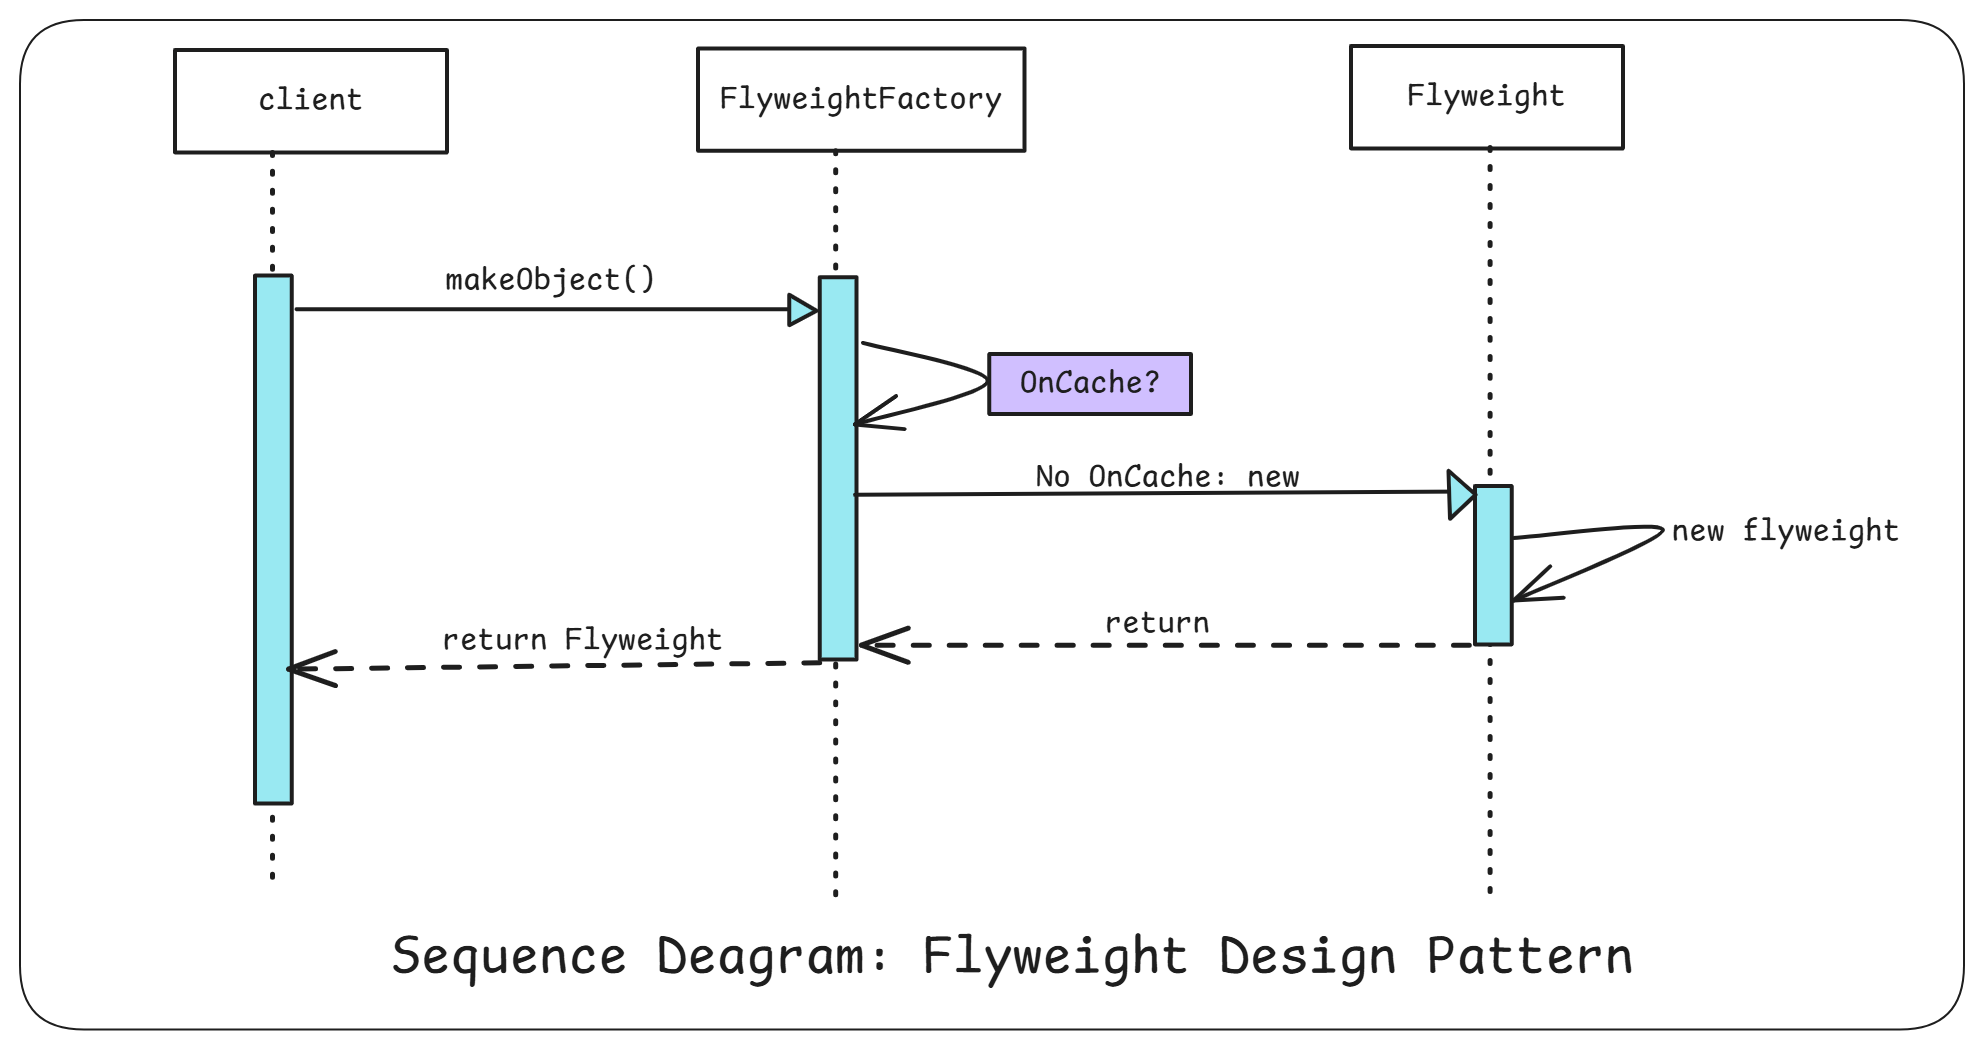 client
FlyweightFactory
Flyweight
makeObject()
OnCache?
No OnCache: new
new flyweight
return
return Flyweight
Sequence Deagram: Flyweight Design Pattern